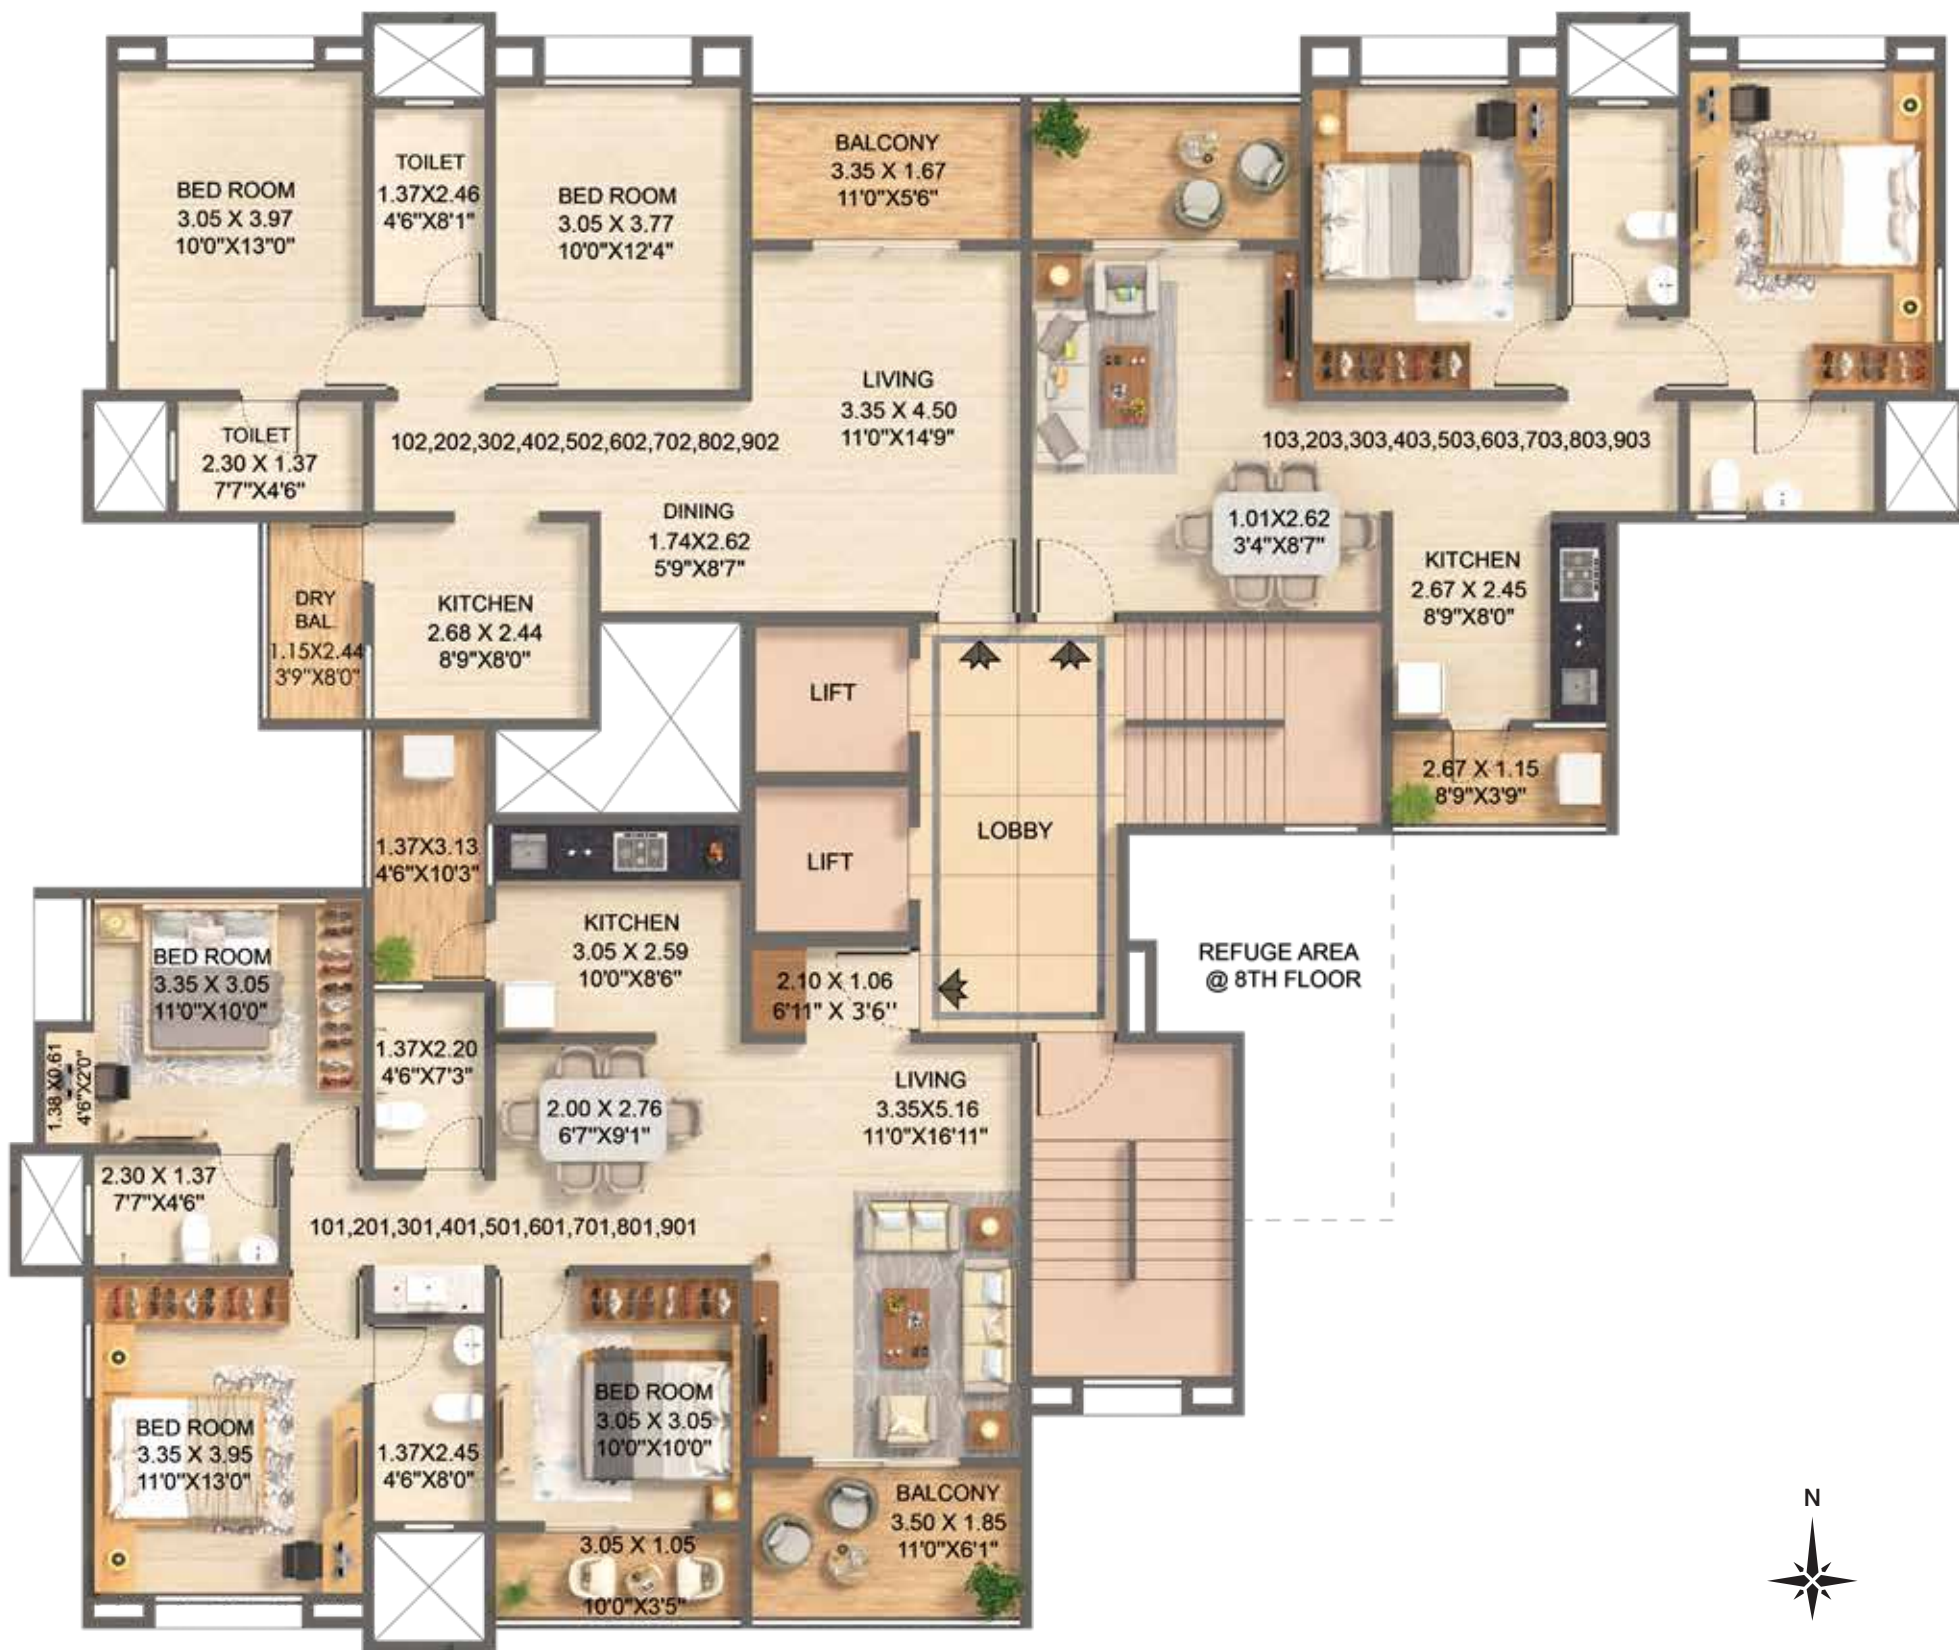 BED ROOM
3.05 X 3.97
10'0"X13"0"
TOILET
1.37X2.46
4'6"X8'1"
BED ROOM
3.05 X 3.77
10'0"X12'4"
BALCONY
3.35 X 1.67
11'0"X5'6"
LIVING
3.35 X 4.50
11'0"X14'9"
TOILET
2.30 X 1.37
7'7"X4'6"
102,202,302,402,502,602,702,802,902
103,203,303,403,503,603,703,803,903
DINING
1.74X2.62
5'9"X8'7"
1.01X2.62
3'4"X8'7"
KITCHEN
2.67 X 2.45
8'9"X8'0"
DRY
BAL.
1.15X2.44
3'9"X8'0"
KITCHEN
2.68 X 2.44
8'9"X8'0"
LIFT
2.67 X 1.15
8'9"X3'9"
LOBBY
LIFT
1.37X3.13
4'6"X10'3"
KITCHEN
3.05 X 2.59
10'0"X8'6"
REFUGE AREA
@ 8TH FLOOR
BED ROOM
3.35 X 3.05
11'0"X10'0"
2.10 X 1.06
6'11" X 3'6''
1.38 X0.61
4'6"X2'0"
1.37X2.20
4'6"X7'3"
2.00 X 2.76
6'7"X9'1"
LIVING
3.35X5.16
11'0"X16'11"
2.30 X 1.37
7'7"X4'6"
101,201,301,401,501,601,701,801,901
BED ROOM
3.35 X 3.95
11'0"X13'0"
1.37X2.45
4'6"X8'0"
BED ROOM
3.05 X 3.05
10'0"X10'0"
BALCONY
3.50 X 1.85
11'0"X6'1"
3.05 X 1.05
10'0"X3'5"
N